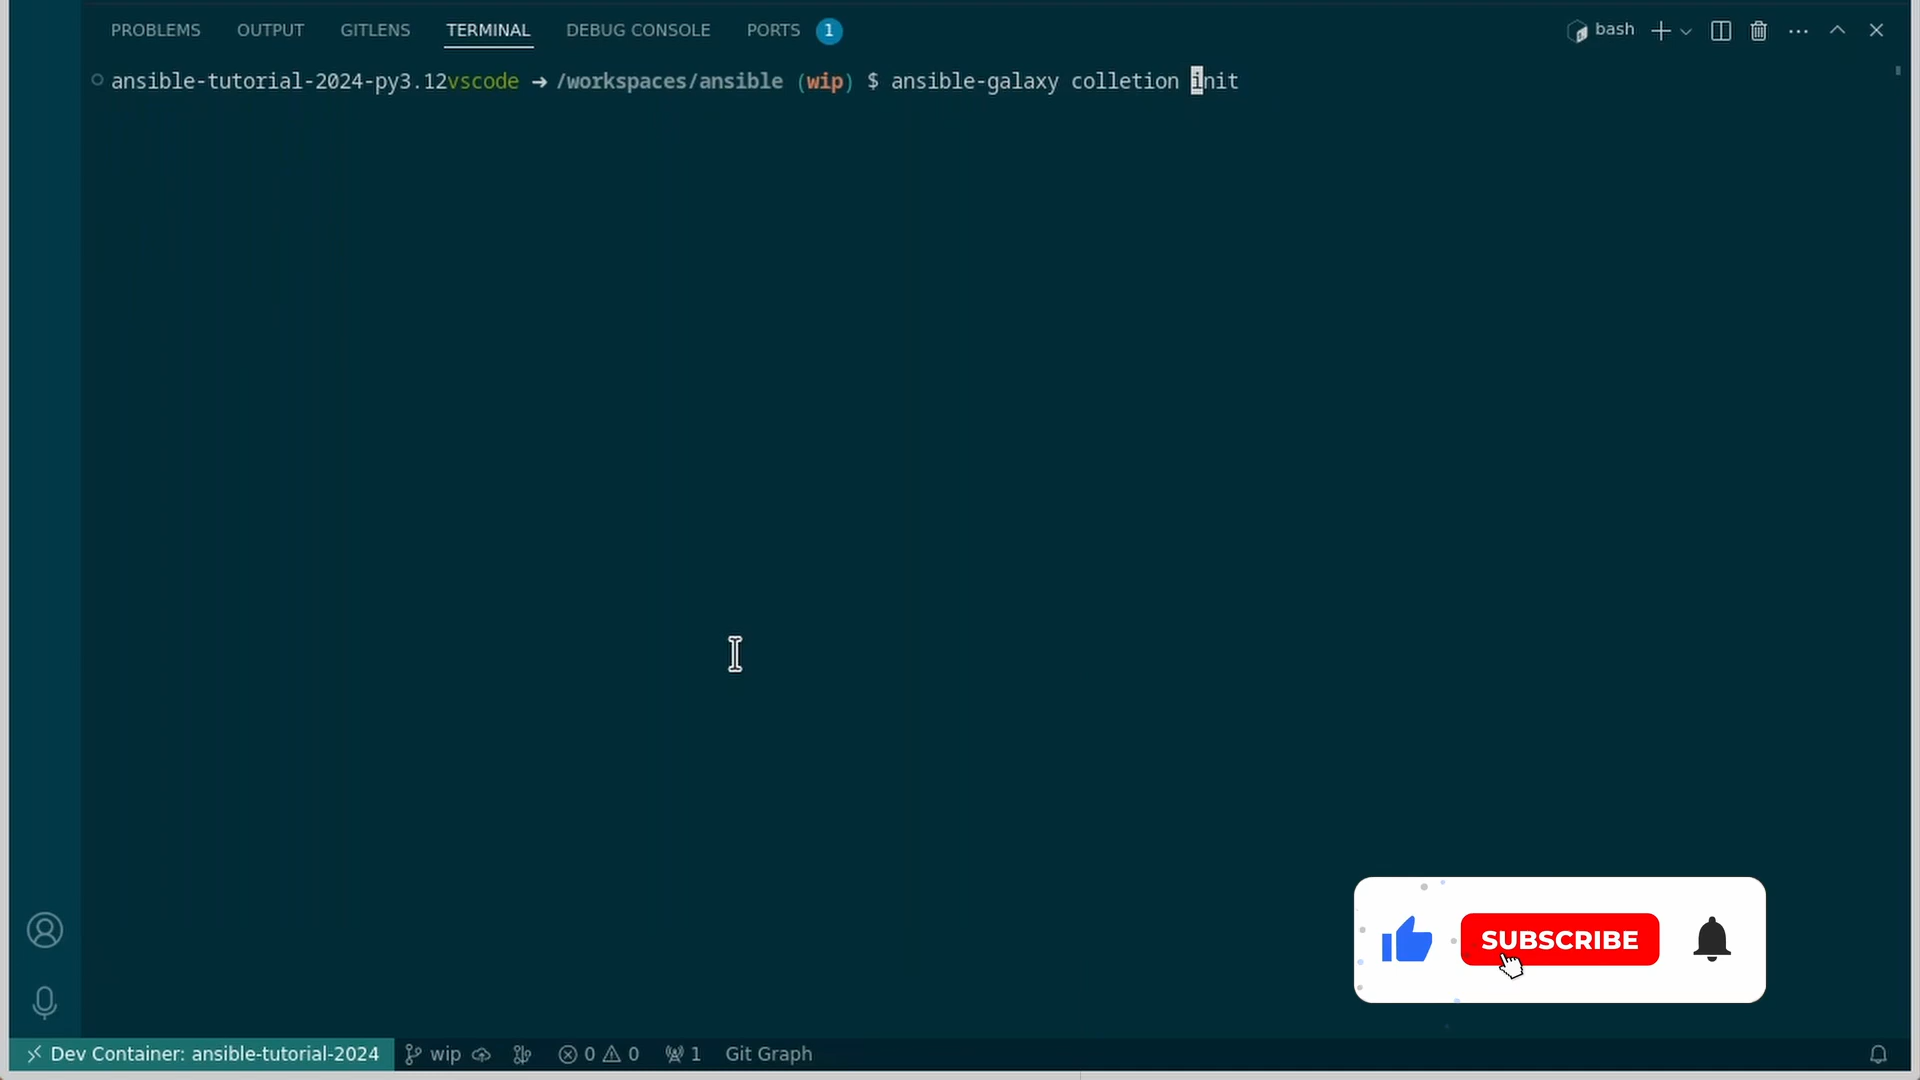 PROBLEMS OUTPUT GITLENS TERMINAL DEBUG CONSOLE PORTS 1 bash
ansible-tutorial-2024-py3.12vscode ➜ /workspaces/ansible (wip) $ ansible-galaxy colletion init
SUBSCRIBE
Dev Container: ansible-tutorial-2024 wip 0 0 1 Git Graph